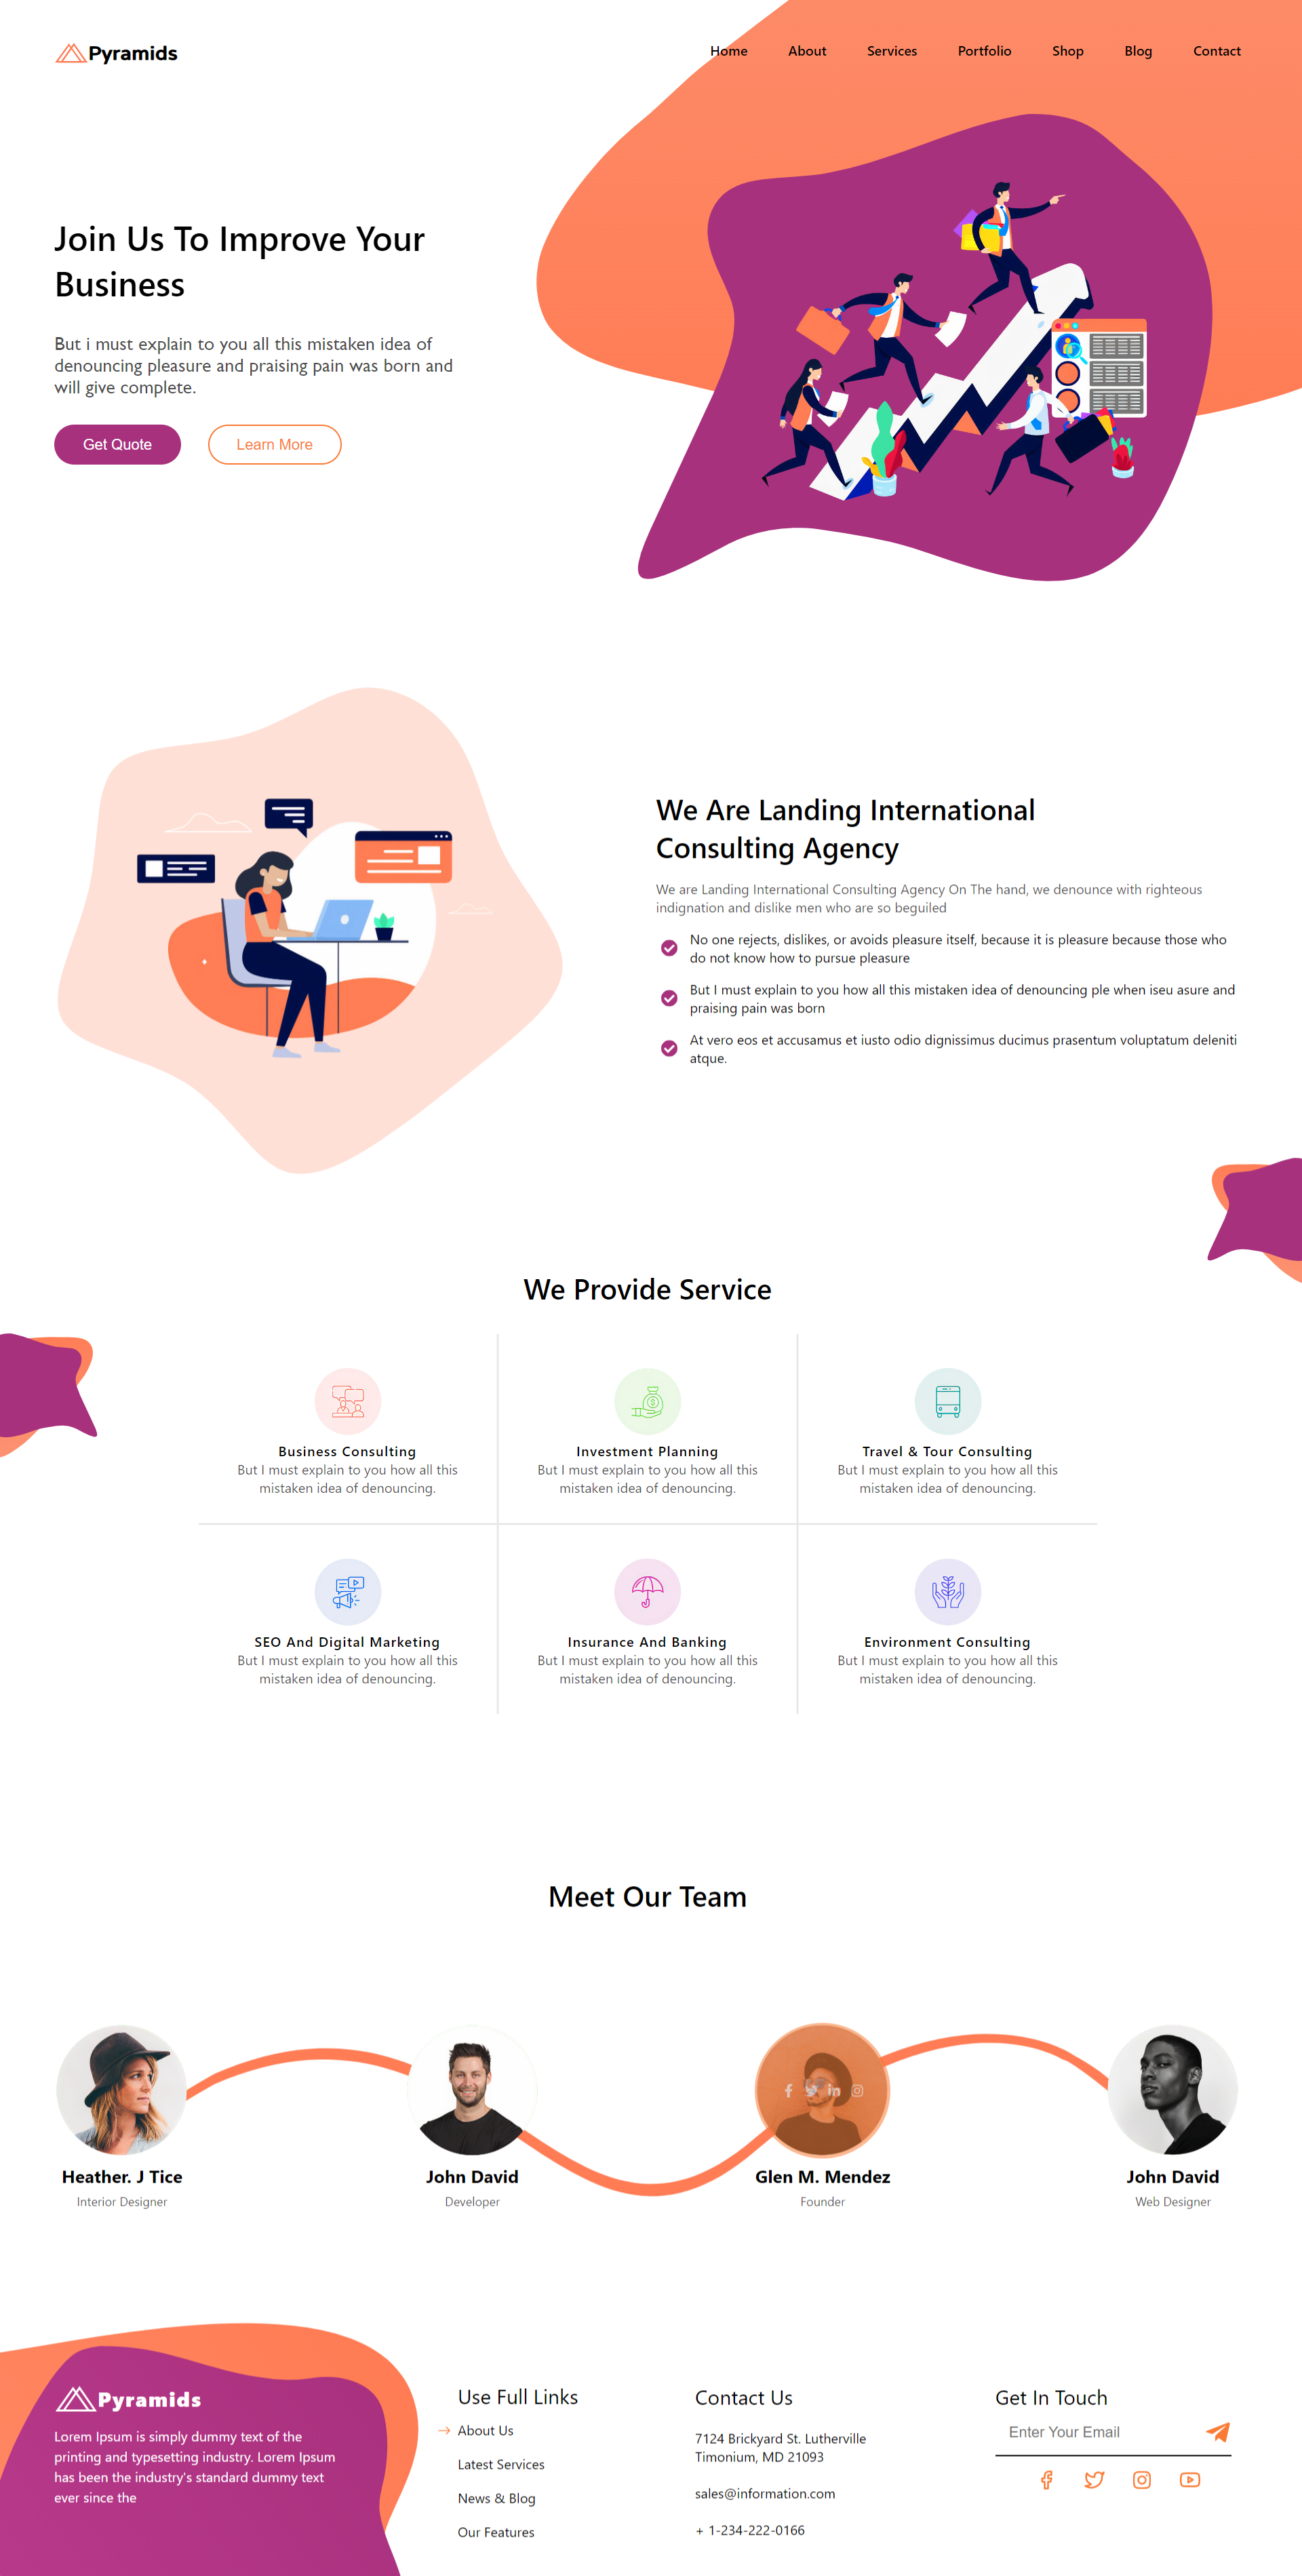 Pyramids
Home About Services Portfolio Shop Blog Contact
Join Us To Improve Your
Business
But i must explain to you all this mistaken idea of
denouncing pleasure and praising pain was born and
will give complete.
Get Quote Learn More
We Are Landing International
Consulting Agency
We are Landing International Consulting Agency On The hand, we denounce with righteous
indignation and dislike men who are so beguiled
No one rejects, dislikes, or avoids pleasure itself, because it is pleasure because those who
do not know how to pursue pleasure
But I must explain to you how all this mistaken idea of denouncing ple when iseu asure and
praising pain was born
At vero eos et accusamus et iusto odio dignissimus ducimus prasentum voluptatum deleniti
atque.
We Provide Service
Business Consulting
But I must explain to you how all this
mistaken idea of denouncing.
Investment Planning
But I must explain to you how all this
mistaken idea of denouncing.
Travel & Tour Consulting
But I must explain to you how all this
mistaken idea of denouncing.
SEO And Digital Marketing
But I must explain to you how all this
mistaken idea of denouncing.
Insurance And Banking
But I must explain to you how all this
mistaken idea of denouncing.
Environment Consulting
But I must explain to you how all this
mistaken idea of denouncing.
Meet Our Team
Heather. J Tice
Interior Designer
John David
Developer
Glen M. Mendez
Founder
John David
Web Designer
Pyramids
Lorem Ipsum is simply dummy text of the
printing and typesetting industry. Lorem Ipsum
has been the industry's standard dummy text
ever since the
Use Full Links
About Us
Latest Services
News & Blog
Our Features
Contact Us
7124 Brickyard St. Lutherville
Timonium, MD 21093
sales@information.com
+ 1-234-222-0166
Get In Touch
Enter Your Email